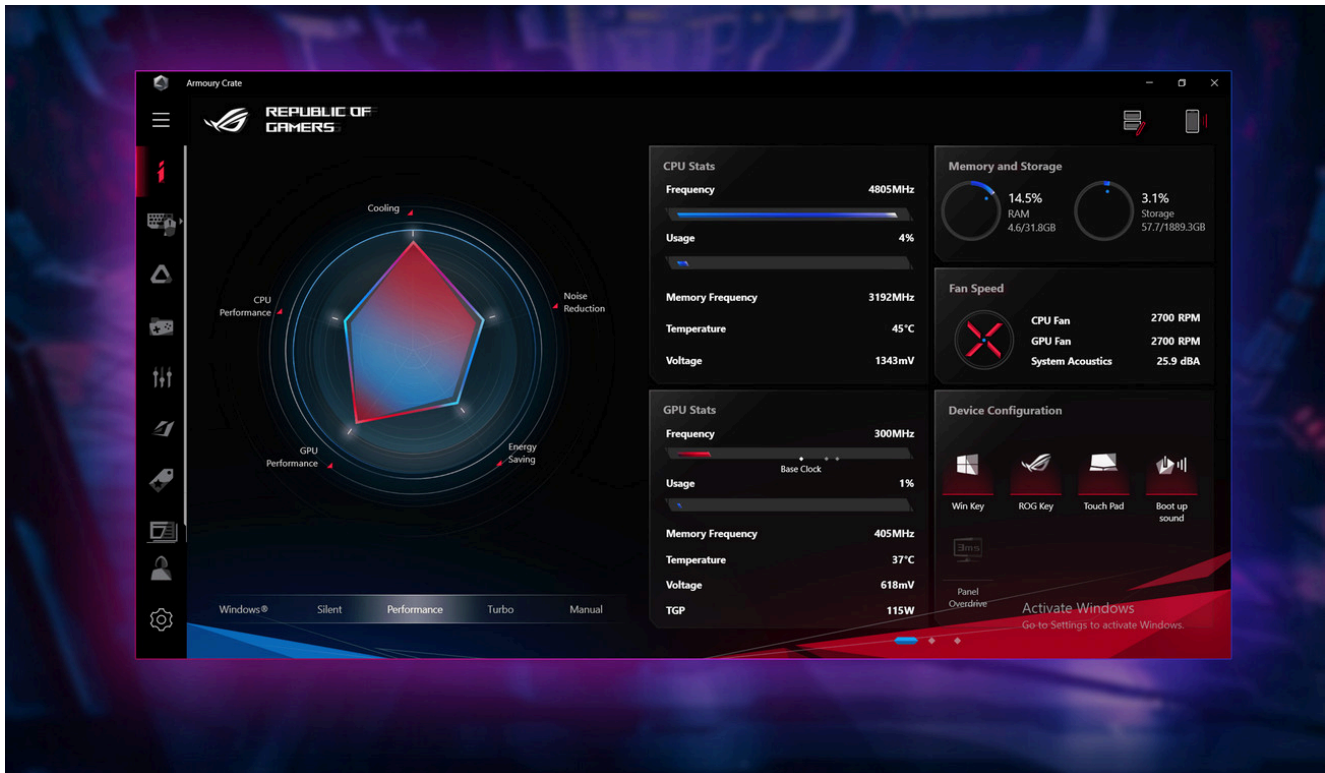 Armoury Crate
REPUBLIC OF
GAMERS
Cooling
CPU
Performance
Noise
Reduction
GPU
Performance
Energy
Saving
Windows®
Silent
Performance
Turbo
Manual
CPU Stats
Frequency 4805MHz
Usage 4%
Memory Frequency 3192MHz
Temperature 45°C
Voltage 1343mV
GPU Stats
Frequency 300MHz
Base Clock
Usage 1%
Memory Frequency 405MHz
Temperature 37°C
Voltage 618mV
TGP 115W
Memory and Storage
14.5%
RAM
4.6/31.8GB
3.1%
Storage
57.7/1889.3GB
Fan Speed
CPU Fan 2700 RPM
GPU Fan 2700 RPM
System Acoustics 25.9 dBA
Device Configuration
Win Key
ROG Key
Touch Pad
Boot up
sound
3ms
Panel
Overdrive
Activate Windows
Go to Settings to activate Windows.